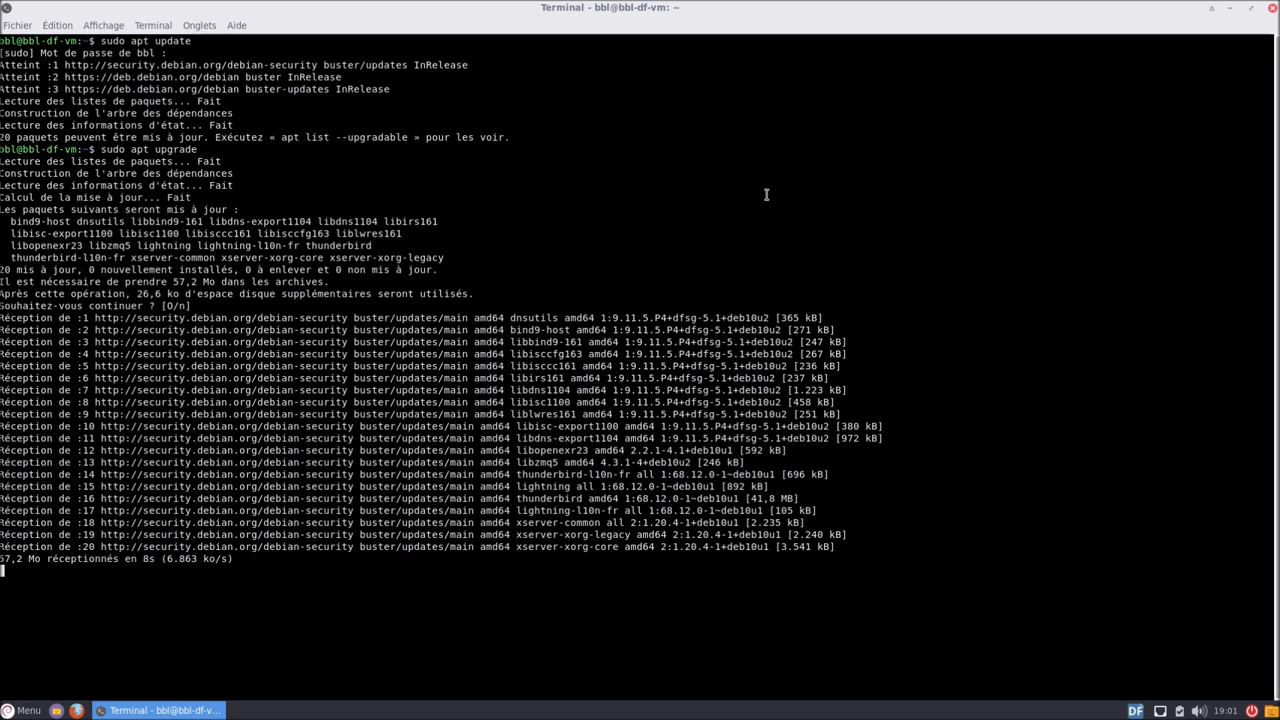 Terminal - bbl@bbl-df-vm: ~
Fichier Édition Affichage Terminal Onglets Aide
bbl@bbl-df-vm:~$ sudo apt update
[sudo] Mot de passe de bbl :
Atteint :1 http://security.debian.org/debian-security buster/updates InRelease
Atteint :2 https://deb.debian.org/debian buster InRelease
Atteint :3 https://deb.debian.org/debian buster-updates InRelease
Lecture des listes de paquets... Fait
Construction de l'arbre des dépendances
Lecture des informations d'état... Fait
20 paquets peuvent être mis à jour. Exécutez « apt list --upgradable » pour les voir.
bbl@bbl-df-vm:~$ sudo apt upgrade
Lecture des listes de paquets... Fait
Construction de l'arbre des dépendances
Lecture des informations d'état... Fait
Calcul de la mise à jour... Fait
Les paquets suivants seront mis à jour :
bind9-host dnsutils libbind9-161 libdns-export1104 libdns1104 libirs161
libisc-export1100 libisc1100 libisccc161 libisccfg163 liblwres161
libopenexr23 libzmq5 lightning lightning-l10n-fr thunderbird
thunderbird-l10n-fr xserver-common xserver-xorg-core xserver-xorg-legacy
20 mis à jour, 0 nouvellement installés, 0 à enlever et 0 non mis à jour.
Il est nécessaire de prendre 57,2 Mo dans les archives.
Après cette opération, 26,6 ko d'espace disque supplémentaires seront utilisés.
Souhaitez-vous continuer ? [O/n]
Réception de :1 http://security.debian.org/debian-security buster/updates/main amd64 dnsutils amd64 1:9.11.5.P4+dfsg-5.1+deb10u2 [365 kB]
Réception de :2 http://security.debian.org/debian-security buster/updates/main amd64 bind9-host amd64 1:9.11.5.P4+dfsg-5.1+deb10u2 [271 kB]
Réception de :3 http://security.debian.org/debian-security buster/updates/main amd64 libbind9-161 amd64 1:9.11.5.P4+dfsg-5.1+deb10u2 [247 kB]
Réception de :4 http://security.debian.org/debian-security buster/updates/main amd64 libisccfg163 amd64 1:9.11.5.P4+dfsg-5.1+deb10u2 [267 kB]
Réception de :5 http://security.debian.org/debian-security buster/updates/main amd64 libisccc161 amd64 1:9.11.5.P4+dfsg-5.1+deb10u2 [236 kB]
Réception de :6 http://security.debian.org/debian-security buster/updates/main amd64 libirs161 amd64 1:9.11.5.P4+dfsg-5.1+deb10u2 [237 kB]
Réception de :7 http://security.debian.org/debian-security buster/updates/main amd64 libdns1104 amd64 1:9.11.5.P4+dfsg-5.1+deb10u2 [1.223 kB]
Réception de :8 http://security.debian.org/debian-security buster/updates/main amd64 libisc1100 amd64 1:9.11.5.P4+dfsg-5.1+deb10u2 [458 kB]
Réception de :9 http://security.debian.org/debian-security buster/updates/main amd64 liblwres161 amd64 1:9.11.5.P4+dfsg-5.1+deb10u2 [251 kB]
Réception de :10 http://security.debian.org/debian-security buster/updates/main amd64 libisc-export1100 amd64 1:9.11.5.P4+dfsg-5.1+deb10u2 [380 kB]
Réception de :11 http://security.debian.org/debian-security buster/updates/main amd64 libdns-export1104 amd64 1:9.11.5.P4+dfsg-5.1+deb10u2 [972 kB]
Réception de :12 http://security.debian.org/debian-security buster/updates/main amd64 libopenexr23 amd64 2.2.1-4.1+deb10u1 [592 kB]
Réception de :13 http://security.debian.org/debian-security buster/updates/main amd64 libzmq5 amd64 4.3.1-4+deb10u2 [246 kB]
Réception de :14 http://security.debian.org/debian-security buster/updates/main amd64 thunderbird-l10n-fr all 1:68.12.0-1~deb10u1 [696 kB]
Réception de :15 http://security.debian.org/debian-security buster/updates/main amd64 lightning all 1:68.12.0-1~deb10u1 [892 kB]
Réception de :16 http://security.debian.org/debian-security buster/updates/main amd64 thunderbird amd64 1:68.12.0-1~deb10u1 [41,8 MB]
Réception de :17 http://security.debian.org/debian-security buster/updates/main amd64 lightning-l10n-fr all 1:68.12.0-1~deb10u1 [105 kB]
Réception de :18 http://security.debian.org/debian-security buster/updates/main amd64 xserver-common all 2:1.20.4-1+deb10u1 [2.235 kB]
Réception de :19 http://security.debian.org/debian-security buster/updates/main amd64 xserver-xorg-legacy amd64 2:1.20.4-1+deb10u1 [2.240 kB]
Réception de :20 http://security.debian.org/debian-security buster/updates/main amd64 xserver-xorg-core amd64 2:1.20.4-1+deb10u1 [3.541 kB]
57,2 Mo réceptionnés en 8s (6.863 ko/s)
Menu Terminal - bbl@bbl-df-v... DF 19:01